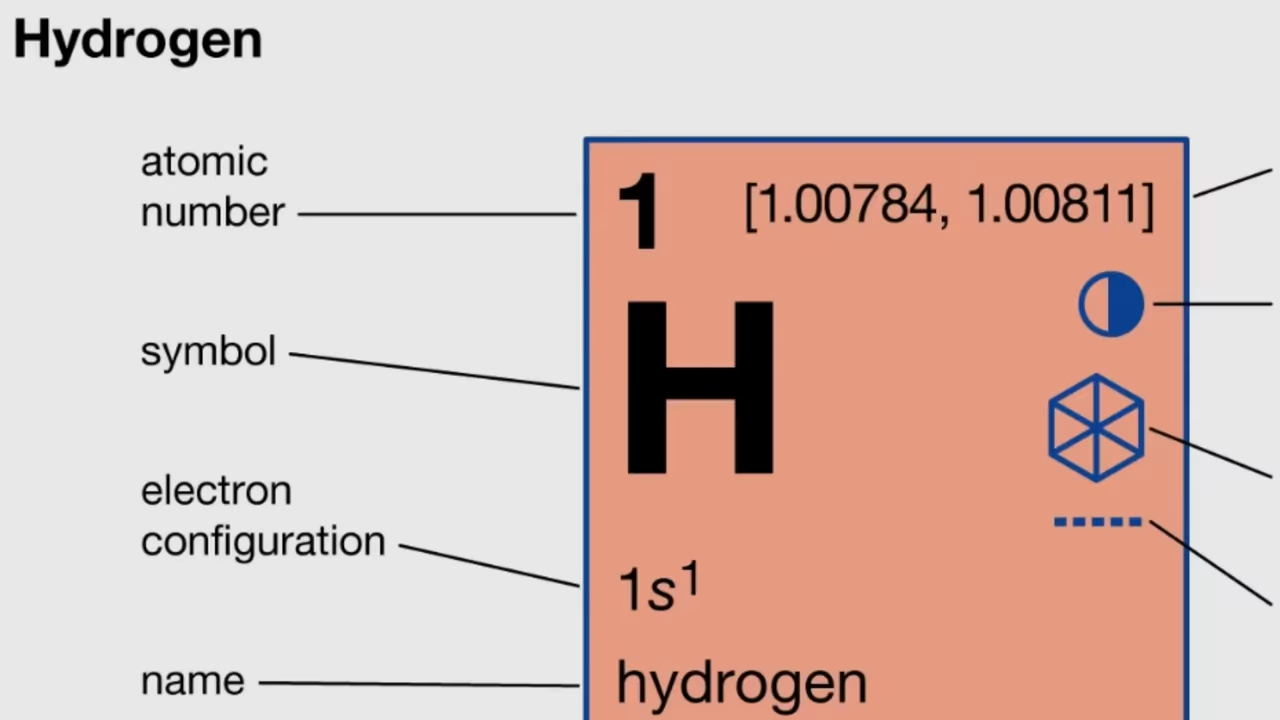 Hydrogen
atomic
number
1 [1.00784, 1.00811]
symbol
H
electron
configuration
1s¹
name
hydrogen